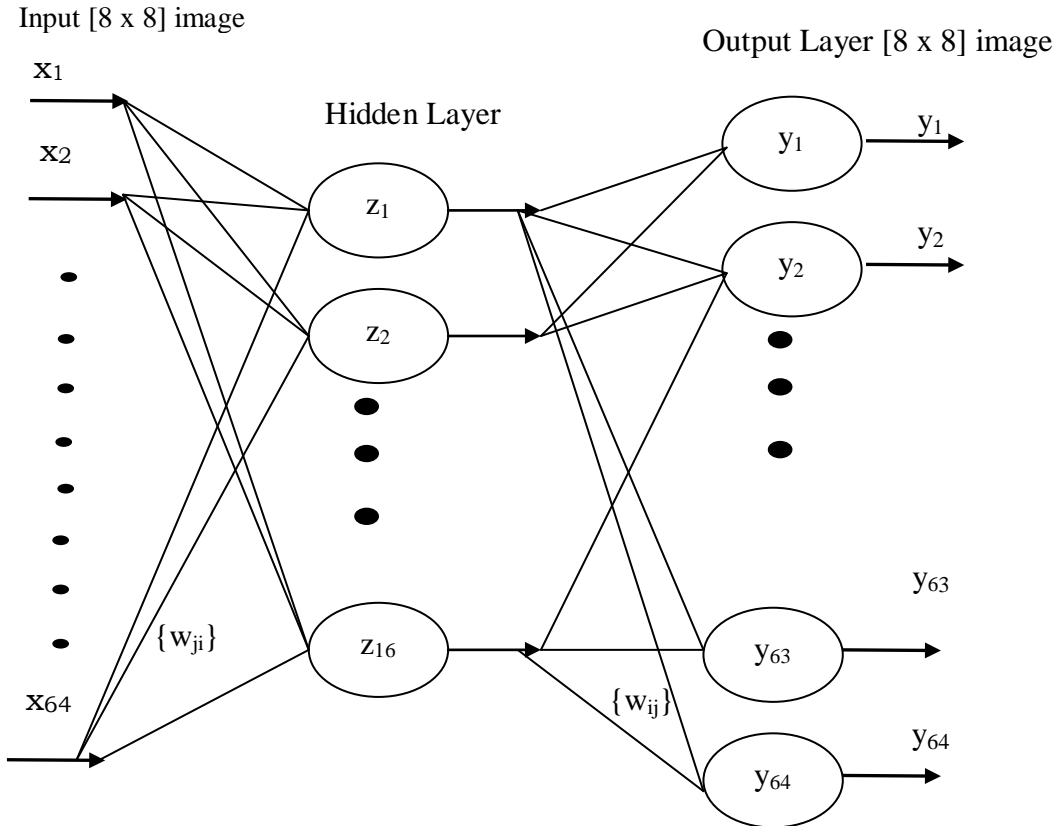 Input [8 x 8] image
x₁
x₂
x₆₄
{wⱼᵢ}
Hidden Layer
z₁
z₂
z₁₆
{wᵢⱼ}
Output Layer [8 x 8] image
y₁
y₁
y₂
y₂
y₆₃
y₆₃
y₆₄
y₆₄